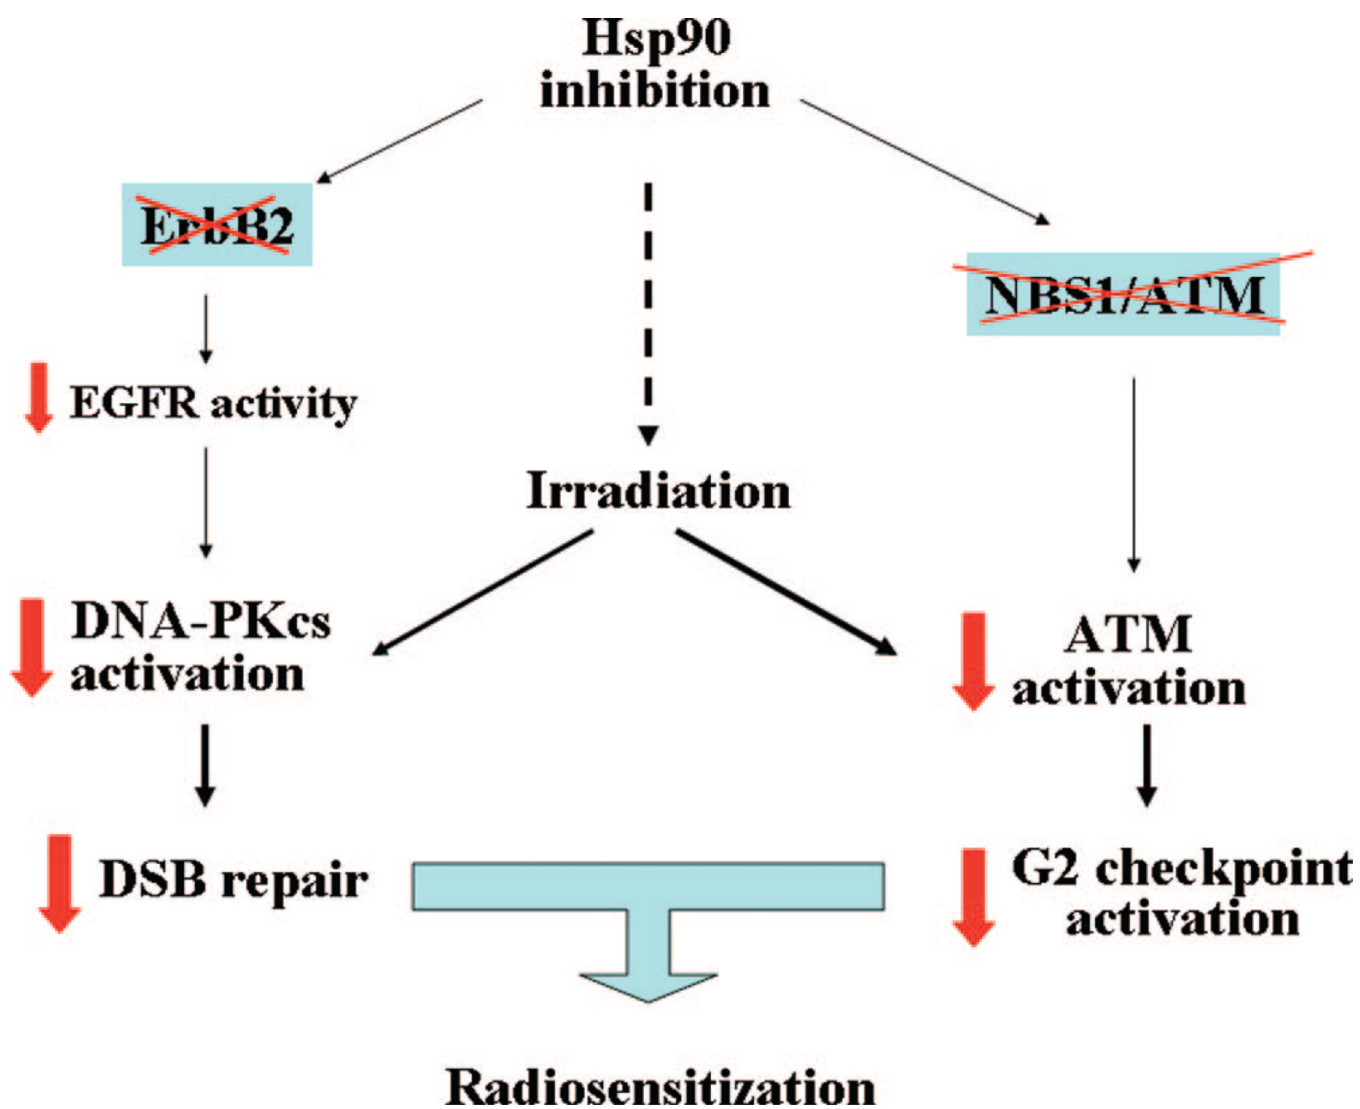 Hsp90
inhibition
ErbB2
NBS1/ATM
EGFR activity
Irradiation
DNA-PKcs
activation
ATM
activation
DSB repair
G2 checkpoint
activation
Radiosensitization